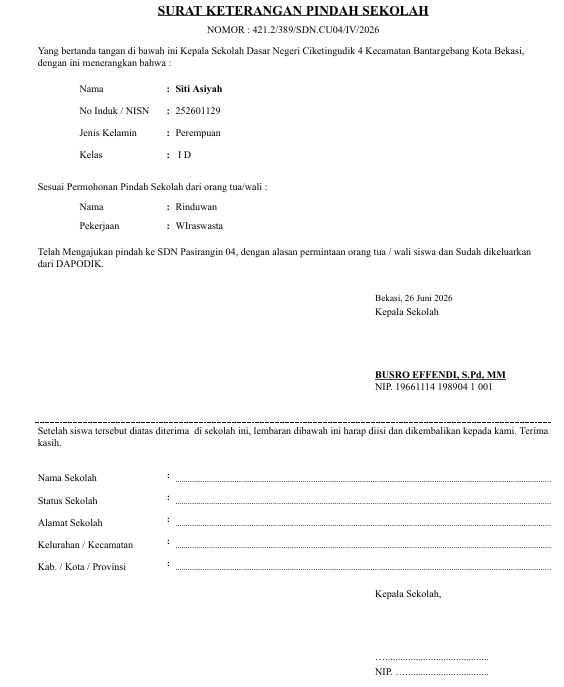 SURAT KETERANGAN PINDAH SEKOLAH
NOMOR : 421.2/389/SDN.CU04/IV/2026
Yang bertanda tangan di bawah ini Kepala Sekolah Dasar Negeri Ciketingudik 4 Kecamatan Bantargebang Kota Bekasi,
dengan ini menerangkan bahwa :
Nama : Siti Asiyah
No Induk / NISN : 252601129
Jenis Kelamin : Perempuan
Kelas : I D
Sesuai Permohonan Pindah Sekolah dari orang tua/wali :
Nama : Rinduwan
Pekerjaan : WIraswasta
Telah Mengajukan pindah ke SDN Pasirangin 04, dengan alasan permintaan orang tua / wali siswa dan Sudah dikeluarkan
dari DAPODIK.
Bekasi, 26 Juni 2026
Kepala Sekolah
BUSRO EFFENDI, S.Pd, MM
NIP. 19661114 198904 1 001
Setelah siswa tersebut diatas diterima di sekolah ini, lembaran dibawah ini harap diisi dan dikembalikan kepada kami. Terima
kasih.
Nama Sekolah :
Status Sekolah :
Alamat Sekolah :
Kelurahan / Kecamatan :
Kab. / Kota / Provinsi :
Kepala Sekolah,
NIP. ....................................